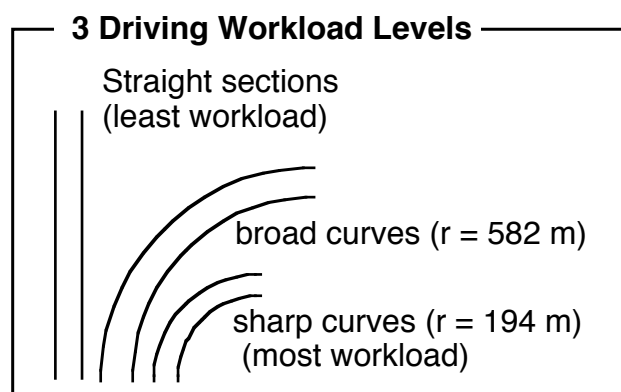 3 Driving Workload Levels
Straight sections
(least workload)
broad curves (r = 582 m)
sharp curves (r = 194 m)
(most workload)